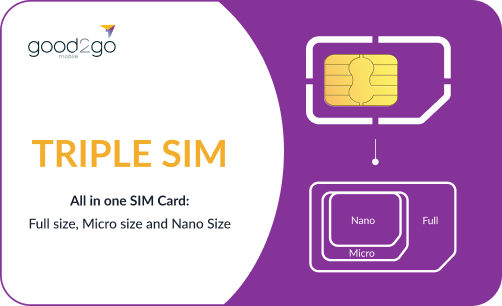 good2go
mobile
TRIPLE SIM
All in one SIM Card:
Full size, Micro size and Nano Size
Nano
Full
Micro